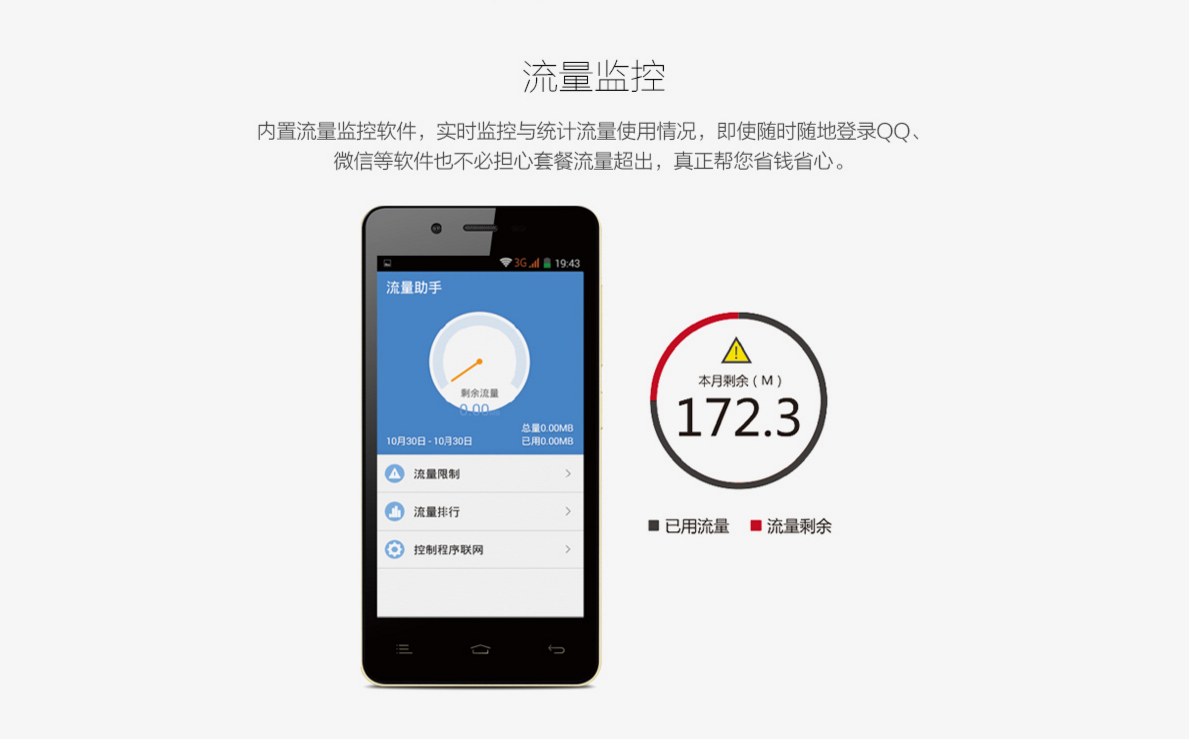 流量监控
内置流量监控软件，实时监控与统计流量使用情况，即使随时随地登录QQ、
微信等软件也不必担心套餐流量超出，真正帮您省钱省心。
3G 19:43
流量助手
剩余流量
0.00
总量0.00MB
10月30日 - 10月30日 已用0.00MB
流量限制
流量排行
控制程序联网
本月剩余（M）
172.3
已用流量 流量剩余